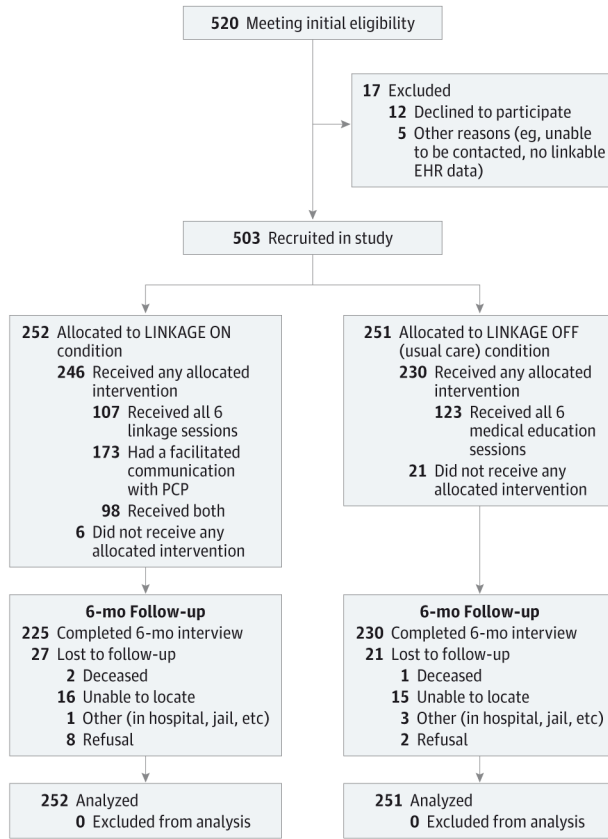 520 Meeting initial eligibility
17 Excluded
12 Declined to participate
5 Other reasons (eg, unable
to be contacted, no linkable
EHR data)
503 Recruited in study
252 Allocated to LINKAGE ON
condition
246 Received any allocated
intervention
107 Received all 6
linkage sessions
173 Had a facilitated
communication
with PCP
98 Received both
6 Did not receive any
allocated intervention
251 Allocated to LINKAGE OFF
(usual care) condition
230 Received any allocated
intervention
123 Received all 6
medical education
sessions
21 Did not receive any
allocated intervention
6-mo Follow-up
225 Completed 6-mo interview
27 Lost to follow-up
2 Deceased
16 Unable to locate
1 Other (in hospital, jail, etc)
8 Refusal
6-mo Follow-up
230 Completed 6-mo interview
21 Lost to follow-up
1 Deceased
15 Unable to locate
3 Other (in hospital, jail, etc)
2 Refusal
252 Analyzed
0 Excluded from analysis
251 Analyzed
0 Excluded from analysis